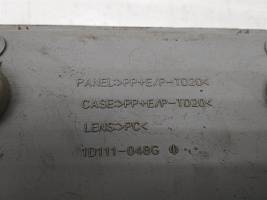 PANEL>PP+E/P-TD20<
CASE>PP+E/P-TD20<
LENS>PC<
1D111-048G